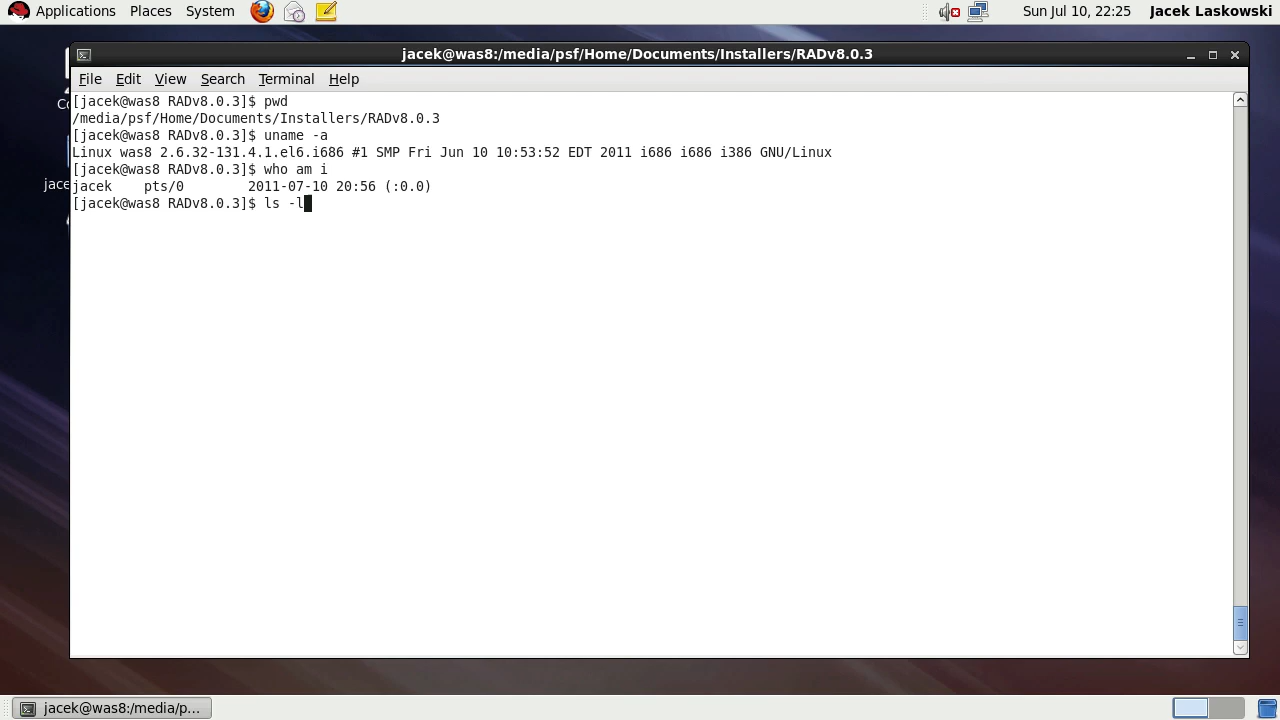 Applications Places System Sun Jul 10, 22:25 Jacek Laskowski
jacek@was8:/media/psf/Home/Documents/Installers/RADv8.0.3
File Edit View Search Terminal Help
[jacek@was8 RADv8.0.3]$ pwd
/media/psf/Home/Documents/Installers/RADv8.0.3
[jacek@was8 RADv8.0.3]$ uname -a
Linux was8 2.6.32-131.4.1.el6.i686 #1 SMP Fri Jun 10 10:53:52 EDT 2011 i686 i686 i386 GNU/Linux
[jacek@was8 RADv8.0.3]$ who am i
jacek    pts/0        2011-07-10 20:56 (:0.0)
[jacek@was8 RADv8.0.3]$ ls -l
Co
jace
jacek@was8:/media/p...